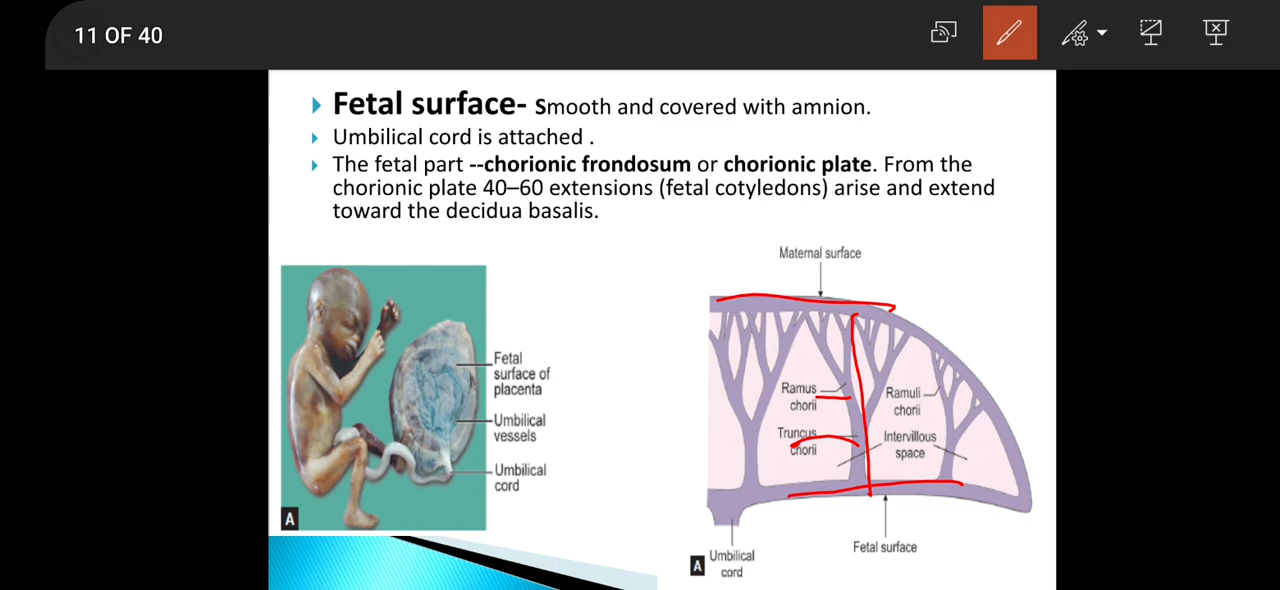 11 OF 40
Fetal surface- Smooth and covered with amnion.
Umbilical cord is attached .
The fetal part --chorionic frondosum or chorionic plate. From the
chorionic plate 40–60 extensions (fetal cotyledons) arise and extend
toward the decidua basalis.
Fetal
surface of
placenta
Umbilical
vessels
Umbilical
cord
A
Maternal surface
Ramus
chorii
Ramuli
chorii
Truncus
chorii
Intervillous
space
Fetal surface
A
Umbilical
cord